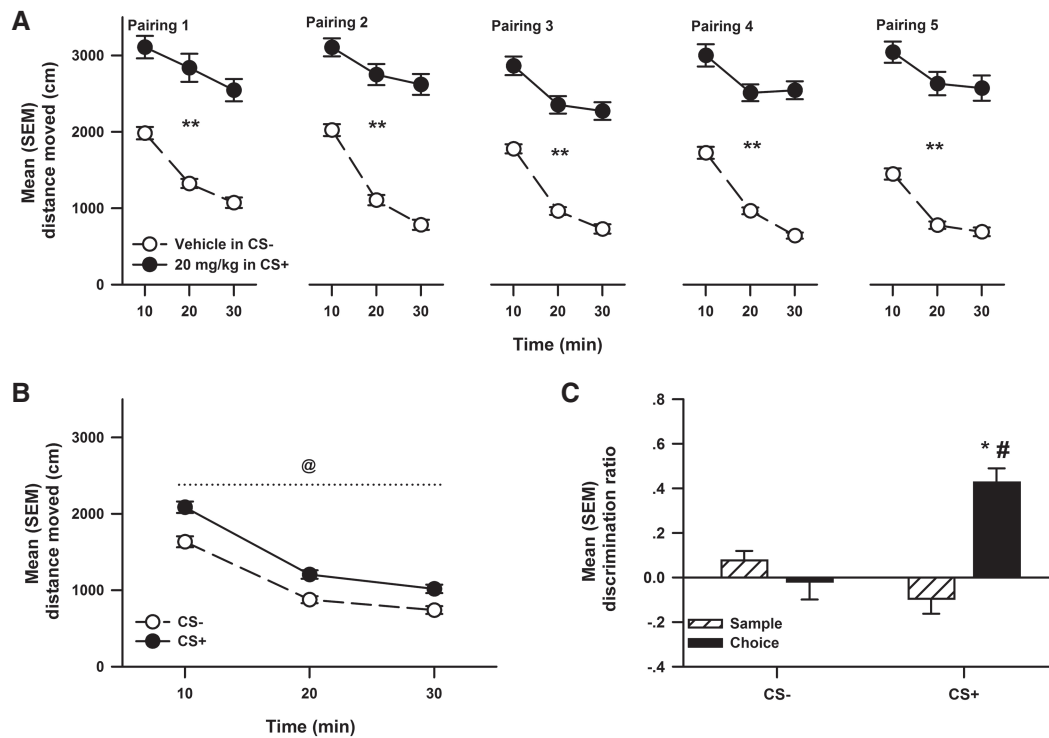 A
Pairing 1
Pairing 2
Pairing 3
Pairing 4
Pairing 5
Mean (SEM)
distance moved (cm)
3000
2000
1000
0
**
**
**
**
**
Vehicle in CS-
20 mg/kg in CS+
10 20 30
10 20 30
10 20 30
10 20 30
10 20 30
Time (min)
B
Mean (SEM)
distance moved (cm)
3000
2000
1000
0
@
CS-
CS+
10 20 30
Time (min)
C
Mean (SEM)
discrimination ratio
.8
.6
.4
.2
0.0
-.2
-.4
* #
Sample
Choice
CS- CS+